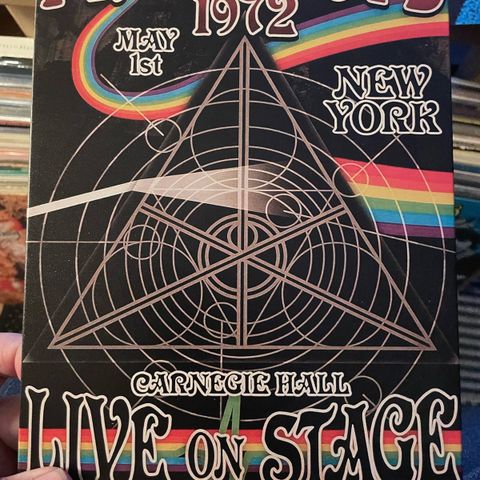 1972
MAY
1st
NEW
YORK
CARNEGIE HALL
LIVE ON STAGE